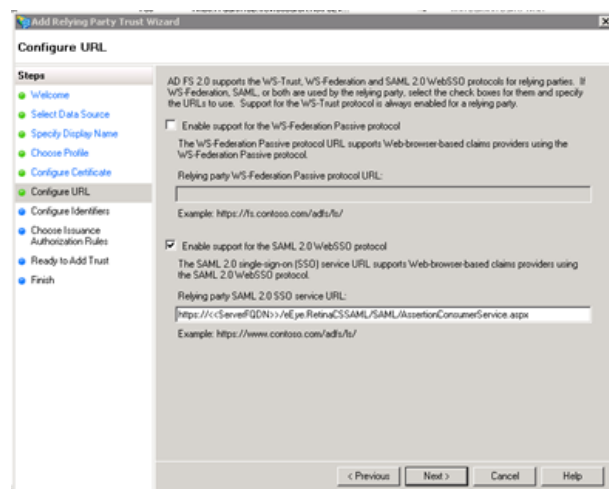 Add Relying Party Trust Wizard
Configure URL
Steps
Welcome
Select Data Source
Specify Display Name
Choose Profile
Configure Certificate
Configure URL
Configure Identifiers
Choose Issuance
Authorization Rules
Ready to Add Trust
Finish
AD FS 2.0 supports the WS-Trust, WS-Federation and SAML 2.0 WebSSO protocols for relying parties. If
WS-Federation, SAML, or both are used by the relying party, select the check boxes for them and specify
the URLs to use. Support for the WS-Trust protocol is always enabled for a relying party.
Enable support for the WS-Federation Passive protocol
The WS-Federation Passive protocol URL supports Web-browser-based claims providers using the
WS-Federation Passive protocol.
Relying party WS-Federation Passive protocol URL:
Example: https://fs.contoso.com/adfs/ls/
Enable support for the SAML 2.0 WebSSO protocol
The SAML 2.0 single-sign-on (SSO) service URL supports Web-browser-based claims providers using
the SAML 2.0 WebSSO protocol.
Relying party SAML 2.0 SSO service URL:
https://<<ServerFQDN>>/eEye.RetinaCSSAML/SAML/AssertionConsumerService.aspx
Example: https://www.contoso.com/adfs/ls/
< Previous
Next >
Cancel
Help